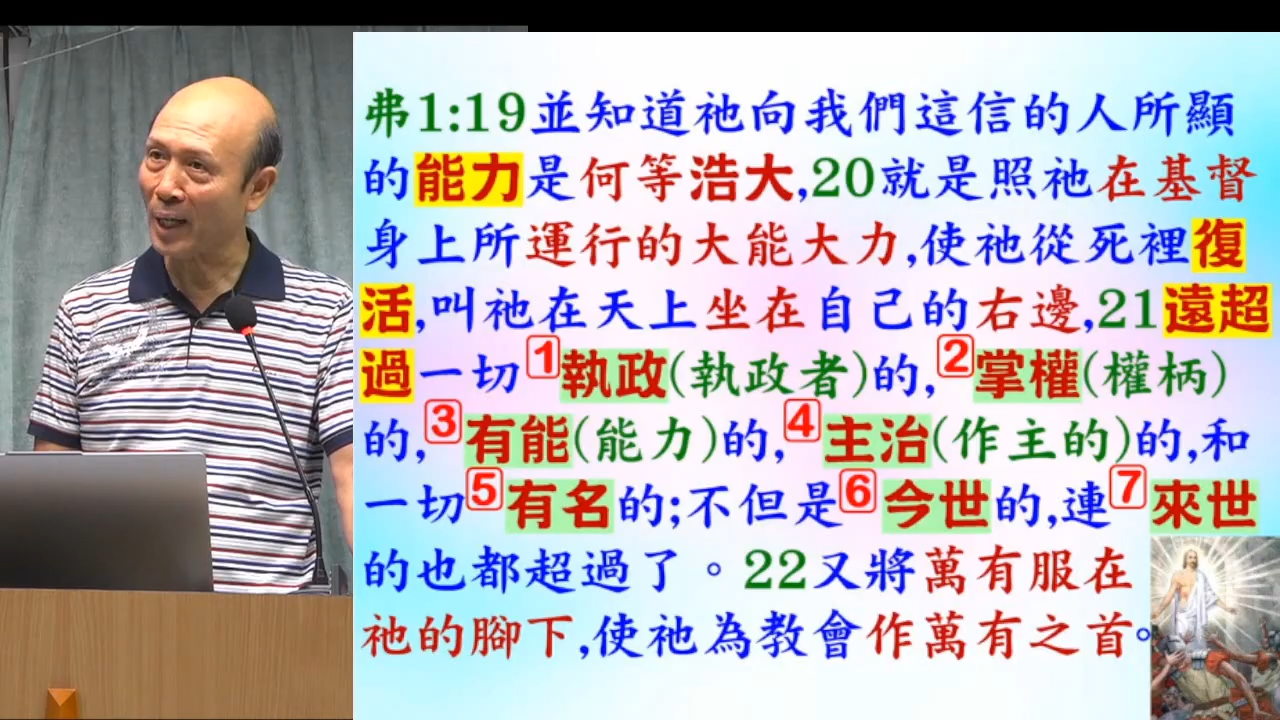 弗1:19並知道祂向我們這信的人所顯
的能力是何等浩大,20就是照祂在基督
身上所運行的大能大力,使祂從死裡復
活,叫祂在天上坐在自己的右邊,21遠超
過一切1執政(執政者)的,2掌權(權柄)
的,3有能(能力)的,4主治(作主的)的,和
一切5有名的;不但是6今世的,連7來世
的也都超過了。22又將萬有服在
祂的腳下,使祂為教會作萬有之首。